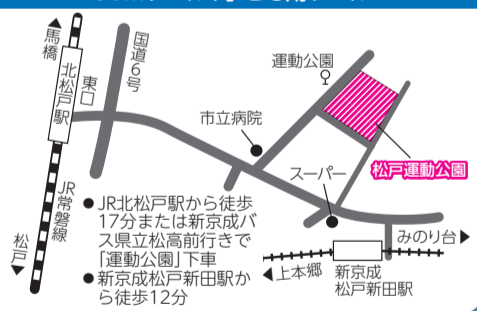 ▲馬橋
北松戸駅
東口
国道6号
運動公園
市立病院
松戸運動公園
スーパー
JR常磐線
松戸▼
●JR北松戸駅から徒歩
17分または新京成バ
ス県立松高前行きで
「運動公園」下車
●新京成松戸新田駅か
ら徒歩12分
みのり台▶
◀上本郷
新京成
松戸新田駅